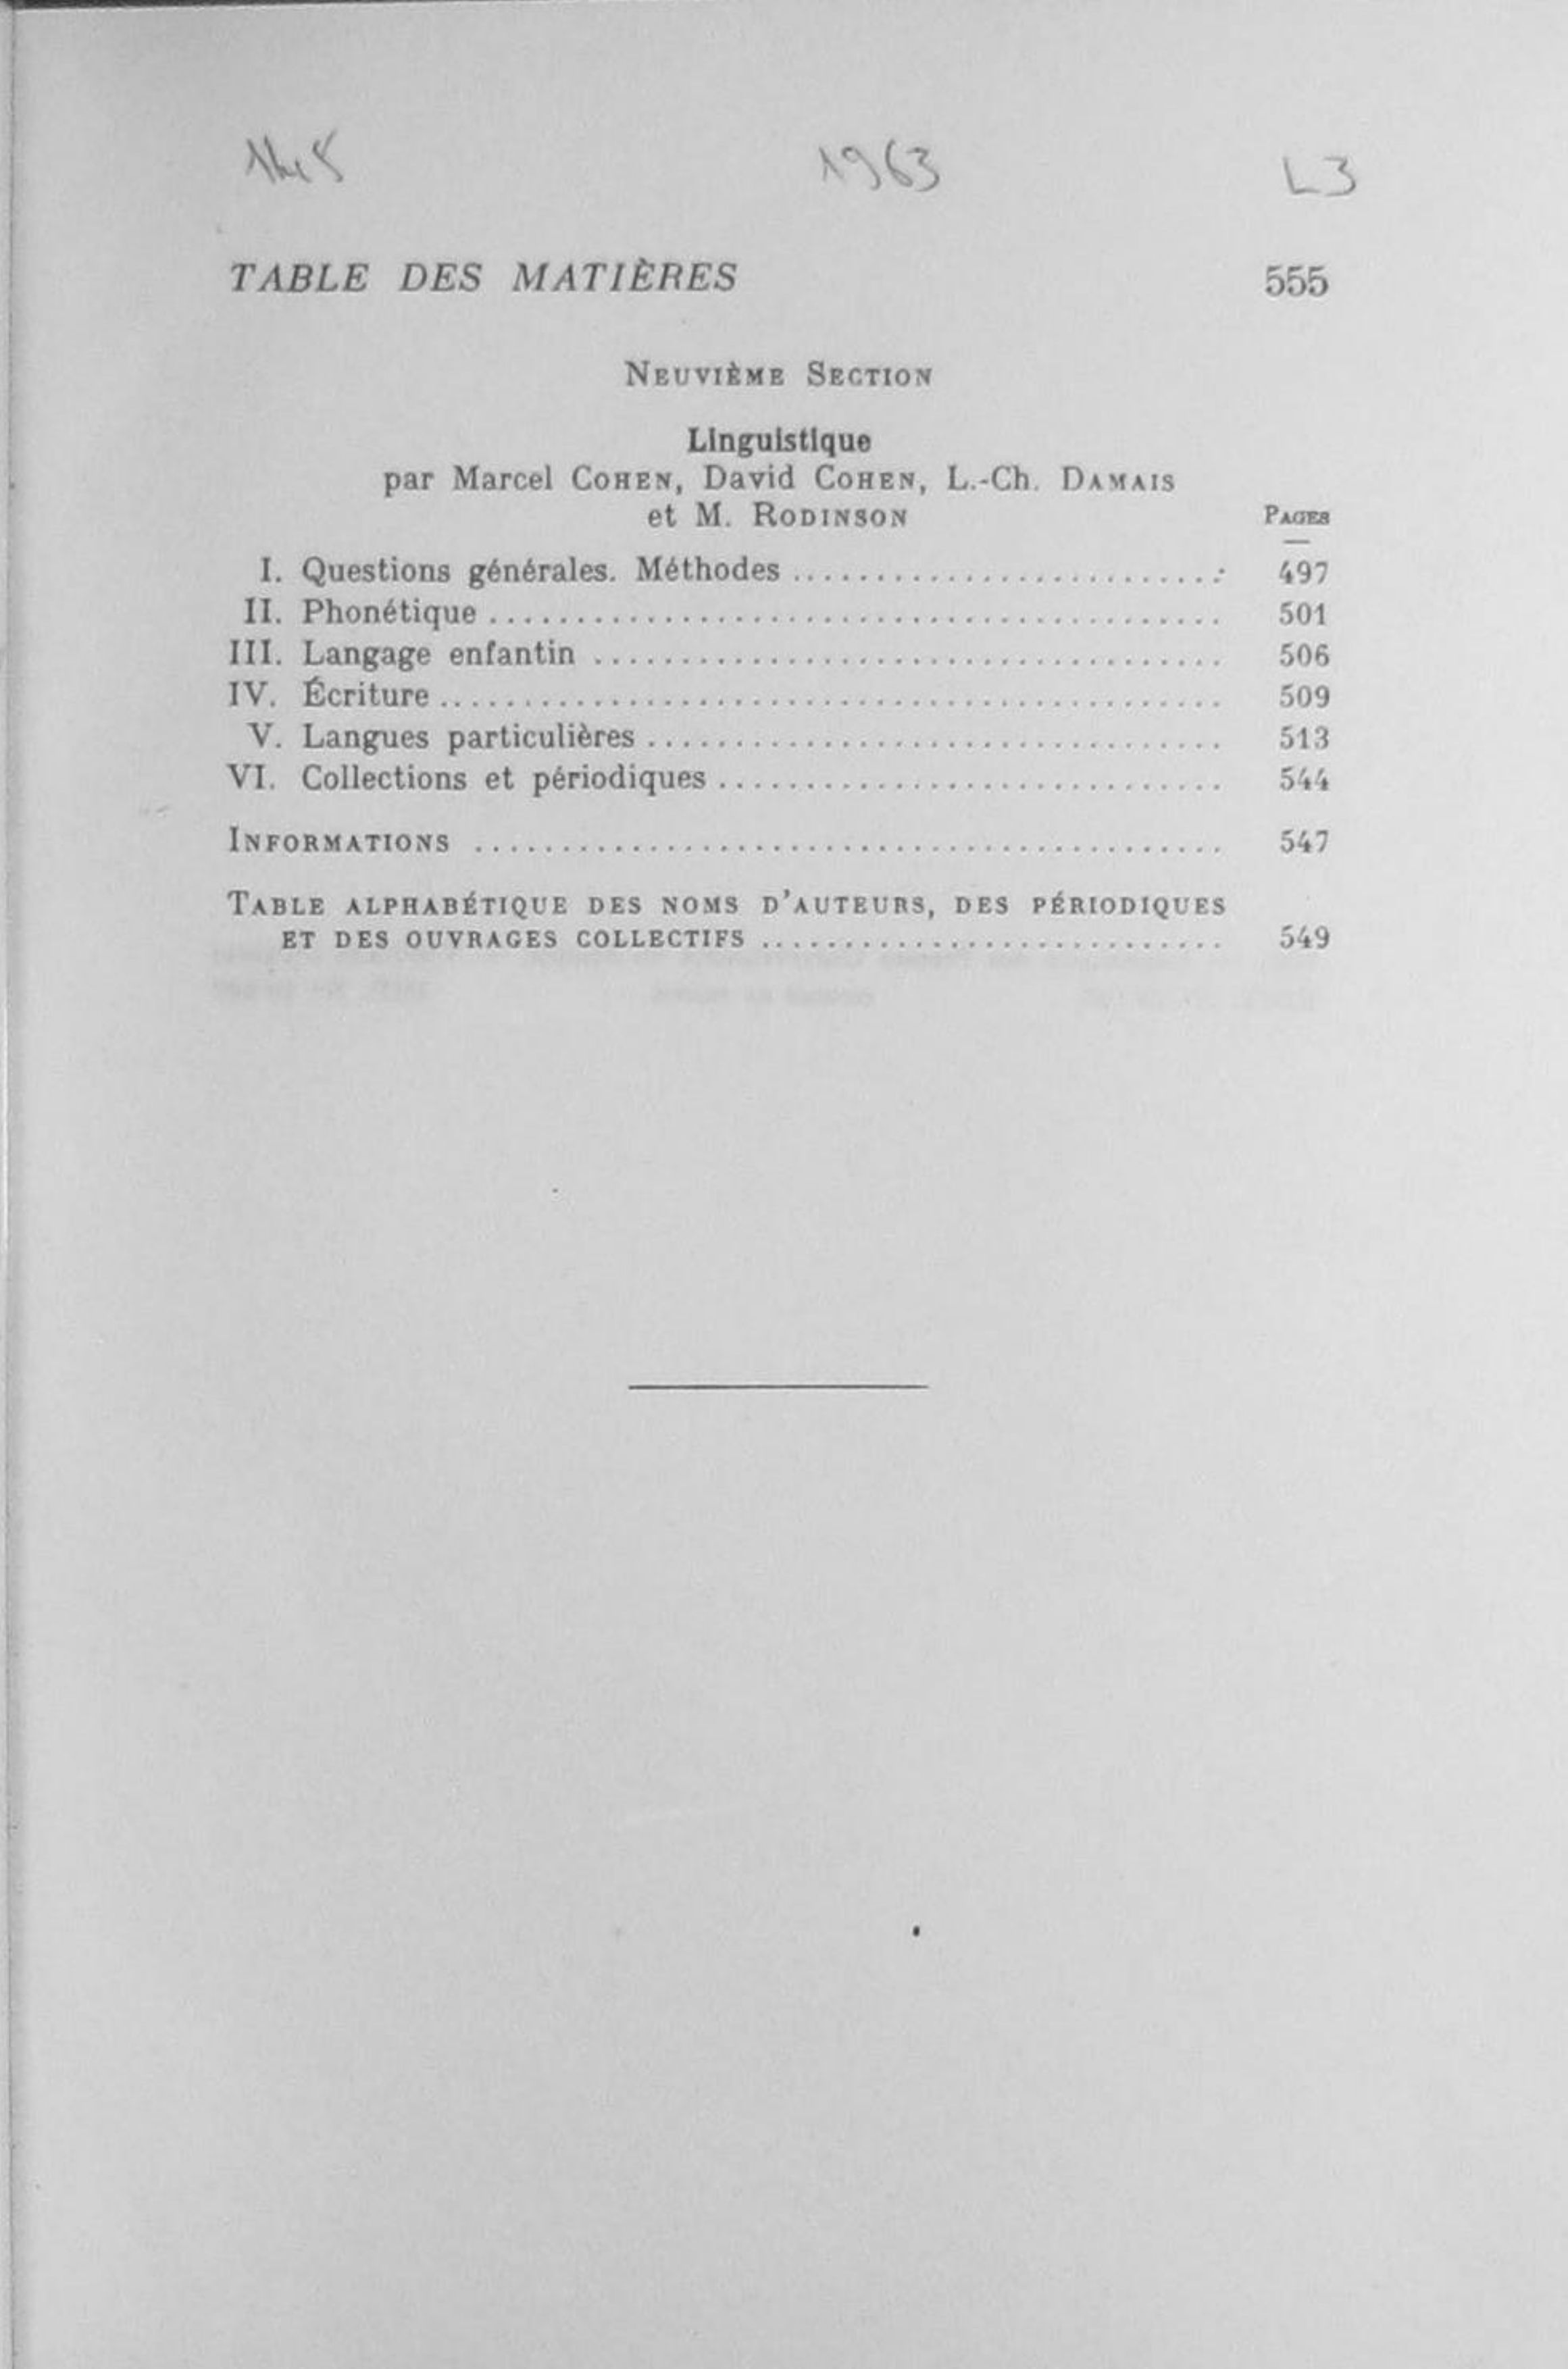 1963
L3
TABLE DES MATIÈRES 555
NEUVIÈME SECTION
Linguistique
par Marcel COHEN, David COHEN, L.-Ch. DAMAIS
et M. RODINSON
PAGES
I. Questions générales. Méthodes .......................... 497
II. Phonétique .......................................... 501
III. Langage enfantin .................................... 506
IV. Écriture ............................................. 509
V. Langues particulières ................................. 513
VI. Collections et périodiques ............................. 544
INFORMATIONS ........................................... 547
TABLE ALPHABÉTIQUE DES NOMS D'AUTEURS, DES PÉRIODIQUES
ET DES OUVRAGES COLLECTIFS ........................... 549